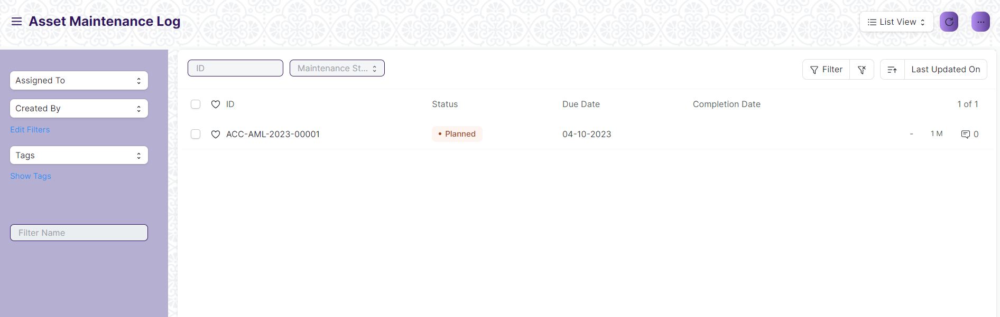 Asset Maintenance Log
List View
Assigned To
Created By
Edit Filters
Tags
Show Tags
Filter Name
ID
Maintenance St...
Filter
Last Updated On
ID Status Due Date Completion Date 1 of 1
ACC-AML-2023-00001 Planned 04-10-2023 - 1 M 0